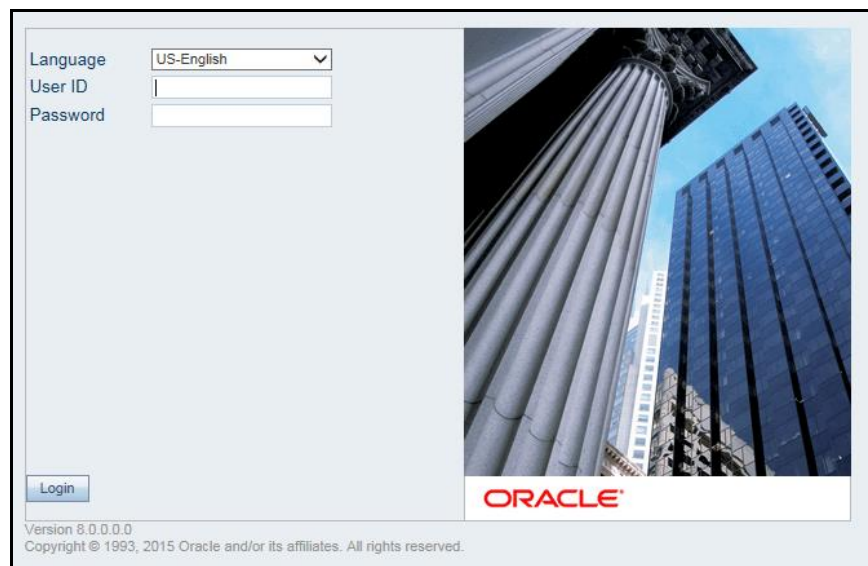 Language US-English
User ID
Password
Login
ORACLE®
Version 8.0.0.0.0
Copyright © 1993, 2015 Oracle and/or its affiliates. All rights reserved.